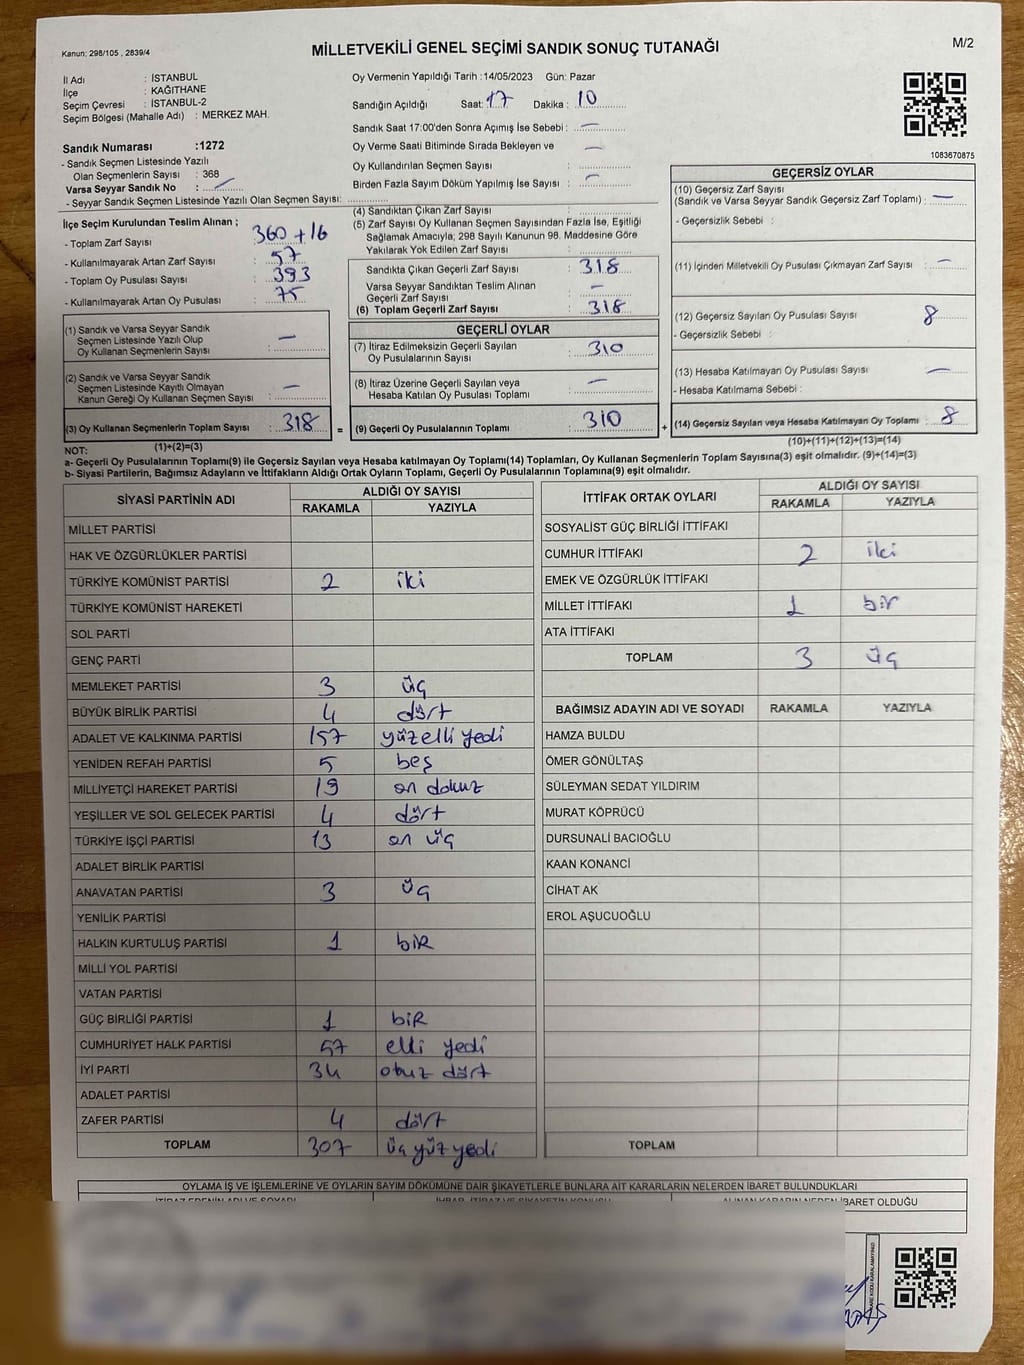 Kanun: 298/105 , 2839/4
MİLLETVEKİLİ GENEL SEÇİMİ SANDIK SONUÇ TUTANAĞI
M/2
İl Adı : İSTANBUL
İlçe : KAĞITHANE
Seçim Çevresi : İSTANBUL-2
Seçim Bölgesi (Mahalle Adı) : MERKEZ MAH.
Oy Vermenin Yapıldığı Tarih :14/05/2023 Gün: Pazar
Sandığın Açıldığı Saat: 17 Dakika : 10
Sandık Saat 17:00'den Sonra Açımış İse Sebebi : —
Oy Verme Saati Bitiminde Sırada Bekleyen ve —
Oy Kullandırılan Seçmen Sayısı :
Birden Fazla Sayım Döküm Yapılmış İse Sayısı : —
1083670875
Sandık Numarası :1272
- Sandık Seçmen Listesinde Yazılı
Olan Seçmenlerin Sayısı : 368
Varsa Seyyar Sandık No : —
- Seyyar Sandık Seçmen Listesinde Yazılı Olan Seçmen Sayısı:
İlçe Seçim Kurulundan Teslim Alınan ;
- Toplam Zarf Sayısı : 360 + 16
- Kullanılmayarak Artan Zarf Sayısı : 57
- Toplam Oy Pusulası Sayısı : 393
- Kullanılmayarak Artan Oy Pusulası : 75
(1) Sandık ve Varsa Seyyar Sandık
Seçmen Listesinde Yazılı Olup
Oy Kullanan Seçmenlerin Sayısı : —
(2) Sandık ve Varsa Seyyar Sandık
Seçmen Listesinde Kayıtlı Olmayan
Kanun Gereği Oy Kullanan Seçmen Sayısı : —
(3) Oy Kullanan Seçmenlerin Toplam Sayısı : 318 =
(1)+(2)=(3)
(4) Sandıktan Çıkan Zarf Sayısı :
(5) Zarf Sayısı Oy Kullanan Seçmen Sayısından Fazla İse, Eşitliği
Sağlamak Amacıyla, 298 Sayılı Kanunun 98. Maddesine Göre
Yakılarak Yok Edilen Zarf Sayısı :
Sandıkta Çıkan Geçerli Zarf Sayısı : 318
Varsa Seyyar Sandıktan Teslim Alınan
Geçerli Zarf Sayısı : —
(6) Toplam Geçerli Zarf Sayısı : 318
GEÇERLİ OYLAR
(7) İtiraz Edilmeksizin Geçerli Sayılan
Oy Pusulalarının Sayısı : 310
(8) İtiraz Üzerine Geçerli Sayılan veya
Hesaba Katılan Oy Pusulası Toplamı : —
(9) Geçerli Oy Pusulalarının Toplamı : 310 +
GEÇERSİZ OYLAR
(10) Geçersiz Zarf Sayısı
(Sandık ve Varsa Seyyar Sandık Geçersiz Zarf Toplamı) : —
- Geçersizlik Sebebi :
(11) İçinden Milletvekili Oy Pusulası Çıkmayan Zarf Sayısı : —
(12) Geçersiz Sayılan Oy Pusulası Sayısı : 8
- Geçersizlik Sebebi :
(13) Hesaba Katılmayan Oy Pusulası Sayısı : —
- Hesaba Katılmama Sebebi :
(14) Geçersiz Sayılan veya Hesaba Katılmayan Oy Toplamı : 8
(10)+(11)+(12)+(13)=(14)
NOT:
a- Geçerli Oy Pusulalarının Toplamı(9) ile Geçersiz Sayılan veya Hesaba Katılmayan Oy Toplamı(14) Toplamları, Oy Kullanan Seçmenlerin Toplam Sayısına(3) eşit olmalıdır. (9)+(14)=(3)
b- Siyasi Partilerin, Bağımsız Adayların ve İttifakların Aldığı Ortak Oyların Toplam, Geçerli Oy Pusulalarının Toplamına(9) eşit olmalıdır.
SİYASİ PARTİNİN ADI ALDIĞI OY SAYISI
RAKAMLA YAZIYLA
MİLLET PARTİSİ
HAK VE ÖZGÜRLÜKLER PARTİSİ
TÜRKİYE KOMÜNİST PARTİSİ 2 iki
TÜRKİYE KOMÜNİST HAREKETİ
SOL PARTİ
GENÇ PARTİ
MEMLEKET PARTİSİ 3 üç
BÜYÜK BİRLİK PARTİSİ 4 dört
ADALET VE KALKINMA PARTİSİ 157 yüzelli yedi
YENİDEN REFAH PARTİSİ 5 beş
MİLLİYETÇİ HAREKET PARTİSİ 19 on dokuz
YEŞİLLER VE SOL GELECEK PARTİSİ 4 dört
TÜRKİYE İŞÇİ PARTİSİ 13 on üç
ADALET BİRLİK PARTİSİ
ANAVATAN PARTİSİ 3 üç
YENİLİK PARTİSİ
HALKIN KURTULUŞ PARTİSİ 1 biR
MİLLİ YOL PARTİSİ
VATAN PARTİSİ
GÜÇ BİRLİĞİ PARTİSİ 1 biR
CUMHURİYET HALK PARTİSİ 57 elli yedi
İYİ PARTİ 34 otuz dört
ADALET PARTİSİ
ZAFER PARTİSİ 4 dört
TOPLAM 307 üç yüz yedi
İTTİFAK ORTAK OYLARI ALDIĞI OY SAYISI
RAKAMLA YAZIYLA
SOSYALİST GÜÇ BİRLİĞİ İTTİFAKI
CUMHUR İTTİFAKI 2 iki
EMEK VE ÖZGÜRLÜK İTTİFAKI
MİLLET İTTİFAKI 1 bir
ATA İTTİFAKI
TOPLAM 3 üç
BAĞIMSIZ ADAYIN ADI VE SOYADI RAKAMLA YAZIYLA
HAMZA BULDU
ÖMER GÖNÜLTAŞ
SÜLEYMAN SEDAT YILDIRIM
MURAT KÖPRÜCÜ
DURSUNALİ BACIOĞLU
KAAN KONANCİ
CİHAT AK
EROL AŞUCUOĞLU
TOPLAM
OYLAMA İŞ VE İŞLEMLERİNE VE OYLARIN SAYIM DÖKÜMÜNE DAİR ŞİKAYETLERLE BUNLARA AİT KARARLARIN NELERDEN İBARET BULUNDUKLARI
İTİRAZ EDENİN ADI VE SOYADI İHBAR, İTİRAZ VE ŞİKAYETİN KONUSU ALINAN KARARIN NEDEN İBARET OLDUĞU